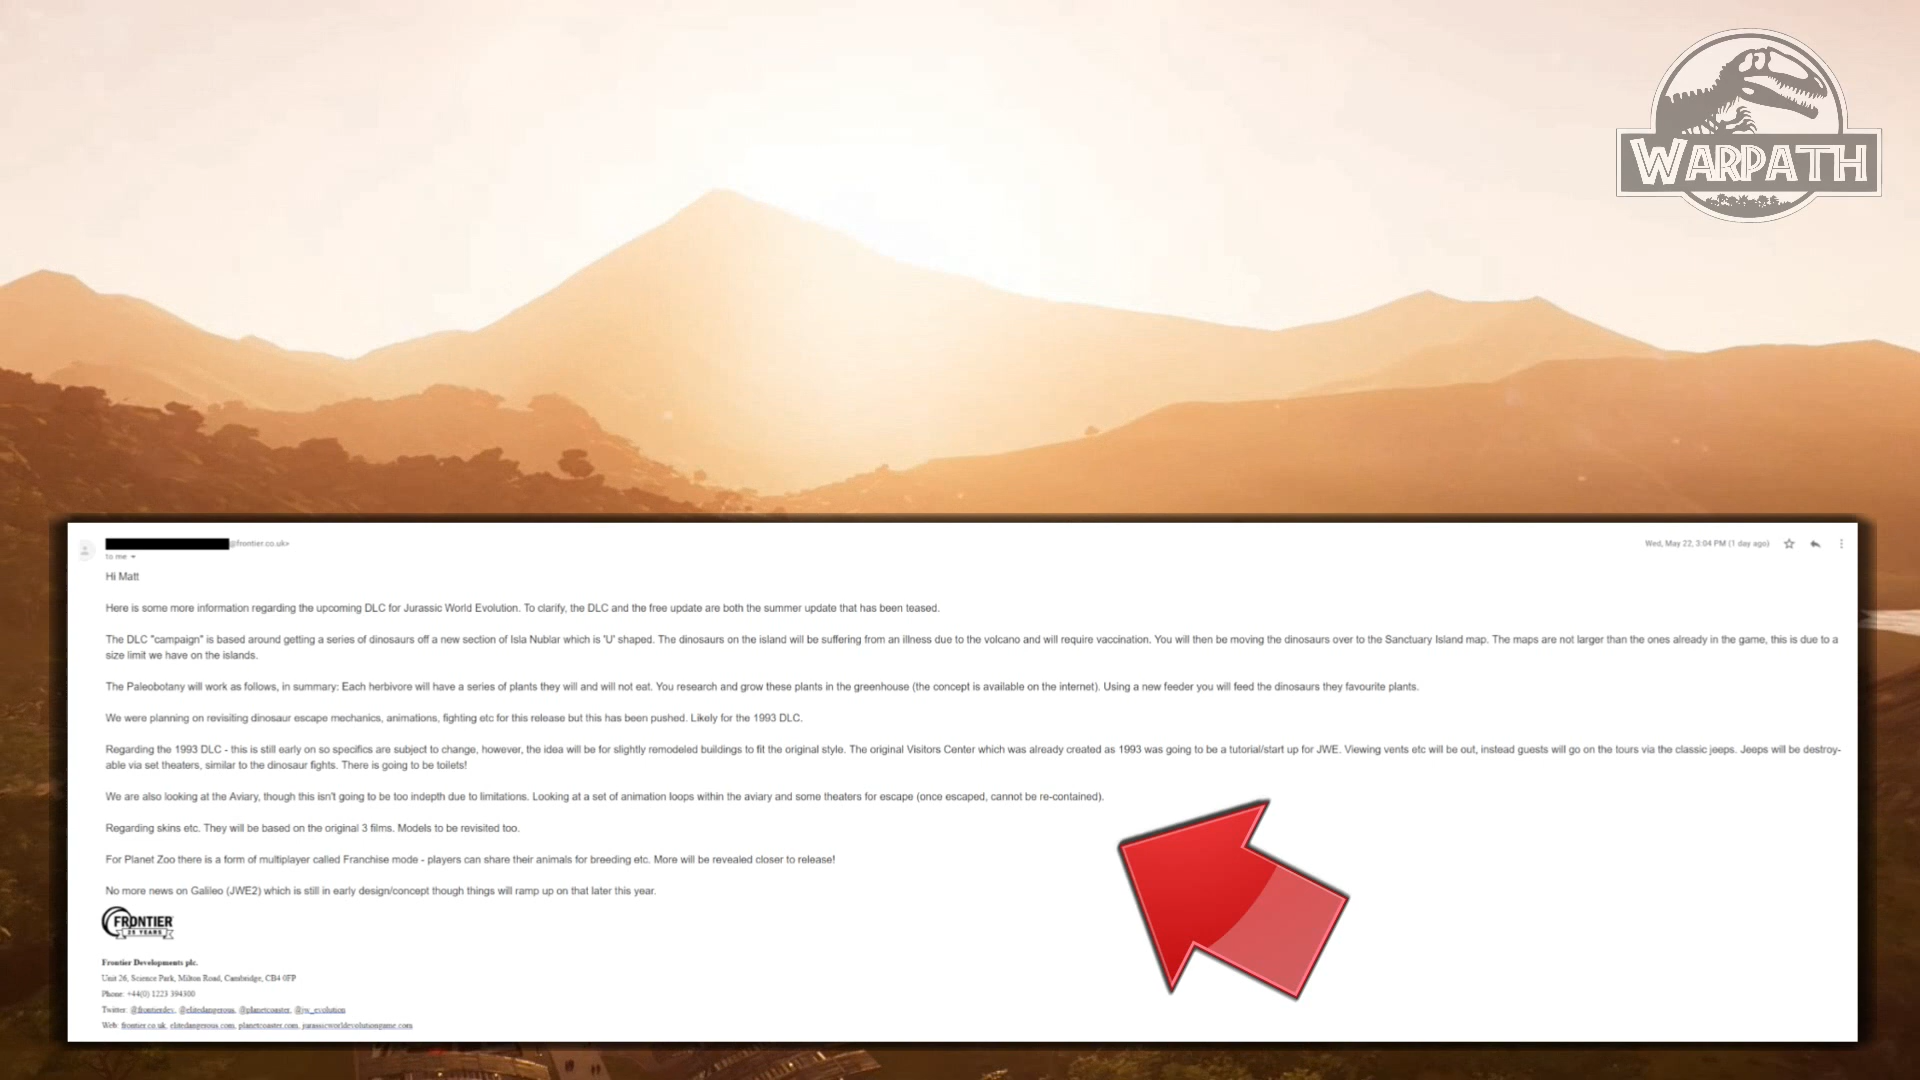 WARPATH
@frontier.co.uk>
Wed, May 22, 3:04 PM (1 day ago)
to me
Hi Matt
Here is some more information regarding the upcoming DLC for Jurassic World Evolution. To clarify, the DLC and the free update are both the summer update that has been teased.
The DLC "campaign" is based around getting a series of dinosaurs off a new section of Isla Nublar which is 'U' shaped. The dinosaurs on the island will be suffering from an illness due to the volcano and will require vaccination. You will then be moving the dinosaurs over to the Sanctuary Island map. The maps are not larger than the ones already in the game, this is due to a
size limit we have on the islands.
The Paleobotany will work as follows, in summary: Each herbivore will have a series of plants they will and will not eat. You research and grow these plants in the greenhouse (the concept is available on the internet). Using a new feeder you will feed the dinosaurs they favourite plants.
We were planning on revisiting dinosaur escape mechanics, animations, fighting etc for this release but this has been pushed. Likely for the 1993 DLC.
Regarding the 1993 DLC - this is still early on so specifics are subject to change, however, the idea will be for slightly remodeled buildings to fit the original style. The original Visitors Center which was already created as 1993 was going to be a tutorial/start up for JWE. Viewing vents etc will be out, instead guests will go on the tours via the classic jeeps. Jeeps will be destroy-
able via set theaters, similar to the dinosaur fights. There is going to be toilets!
We are also looking at the Aviary, though this isn't going to be too indepth due to limitations. Looking at a set of animation loops within the aviary and some theaters for escape (once escaped, cannot be re-contained).
Regarding skins etc. They will be based on the original 3 films. Models to be revisited too.
For Planet Zoo there is a form of multiplayer called Franchise mode - players can share their animals for breeding etc. More will be revealed closer to release!
No more news on Galileo (JWE2) which is still in early design/concept though things will ramp up on that later this year.
FRONTIER
25 YEARS
Frontier Developments plc.
Unit 26, Science Park, Milton Road, Cambridge, CB4 0FP
Phone: +44(0) 1223 394300
Twitter: @frontierdev, @elitedangerous, @planetcoaster, @jw_evolution
Web: frontier.co.uk, elitedangerous.com, planetcoaster.com, jurassicworldevolutiongame.com